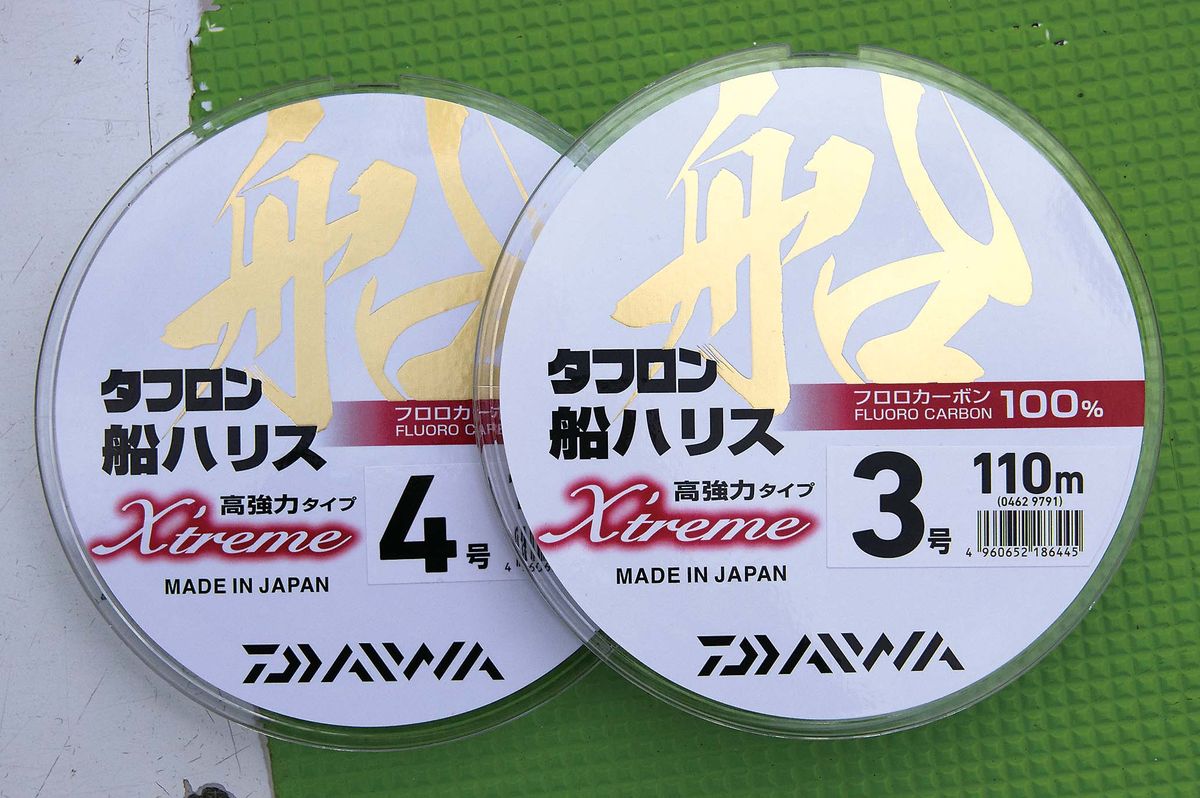 船
タフロン
船ハリス
フロロカー
FLUORO CARB
高強力タイプ
X'treme
4号
MADE IN JAPAN
DAIWA
船
タフロン
船ハリス
フロロカーボン 100%
FLUORO CARBON
高強力タイプ
X'treme
3号
110m
(0462 9791)
4 960652 186445
MADE IN JAPAN
DAIWA